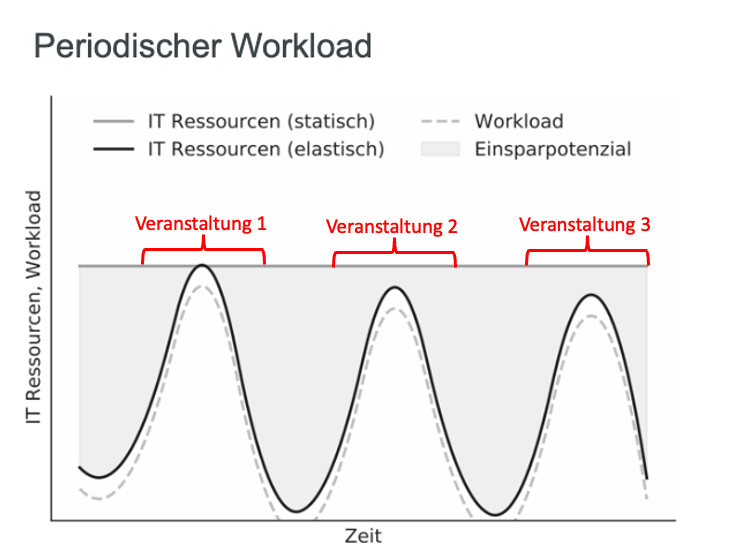 Periodischer Workload
IT Ressourcen (statisch)
IT Ressourcen (elastisch)
Workload
Einsparpotenzial
Veranstaltung 1
Veranstaltung 2
Veranstaltung 3
IT Ressourcen, Workload
Zeit